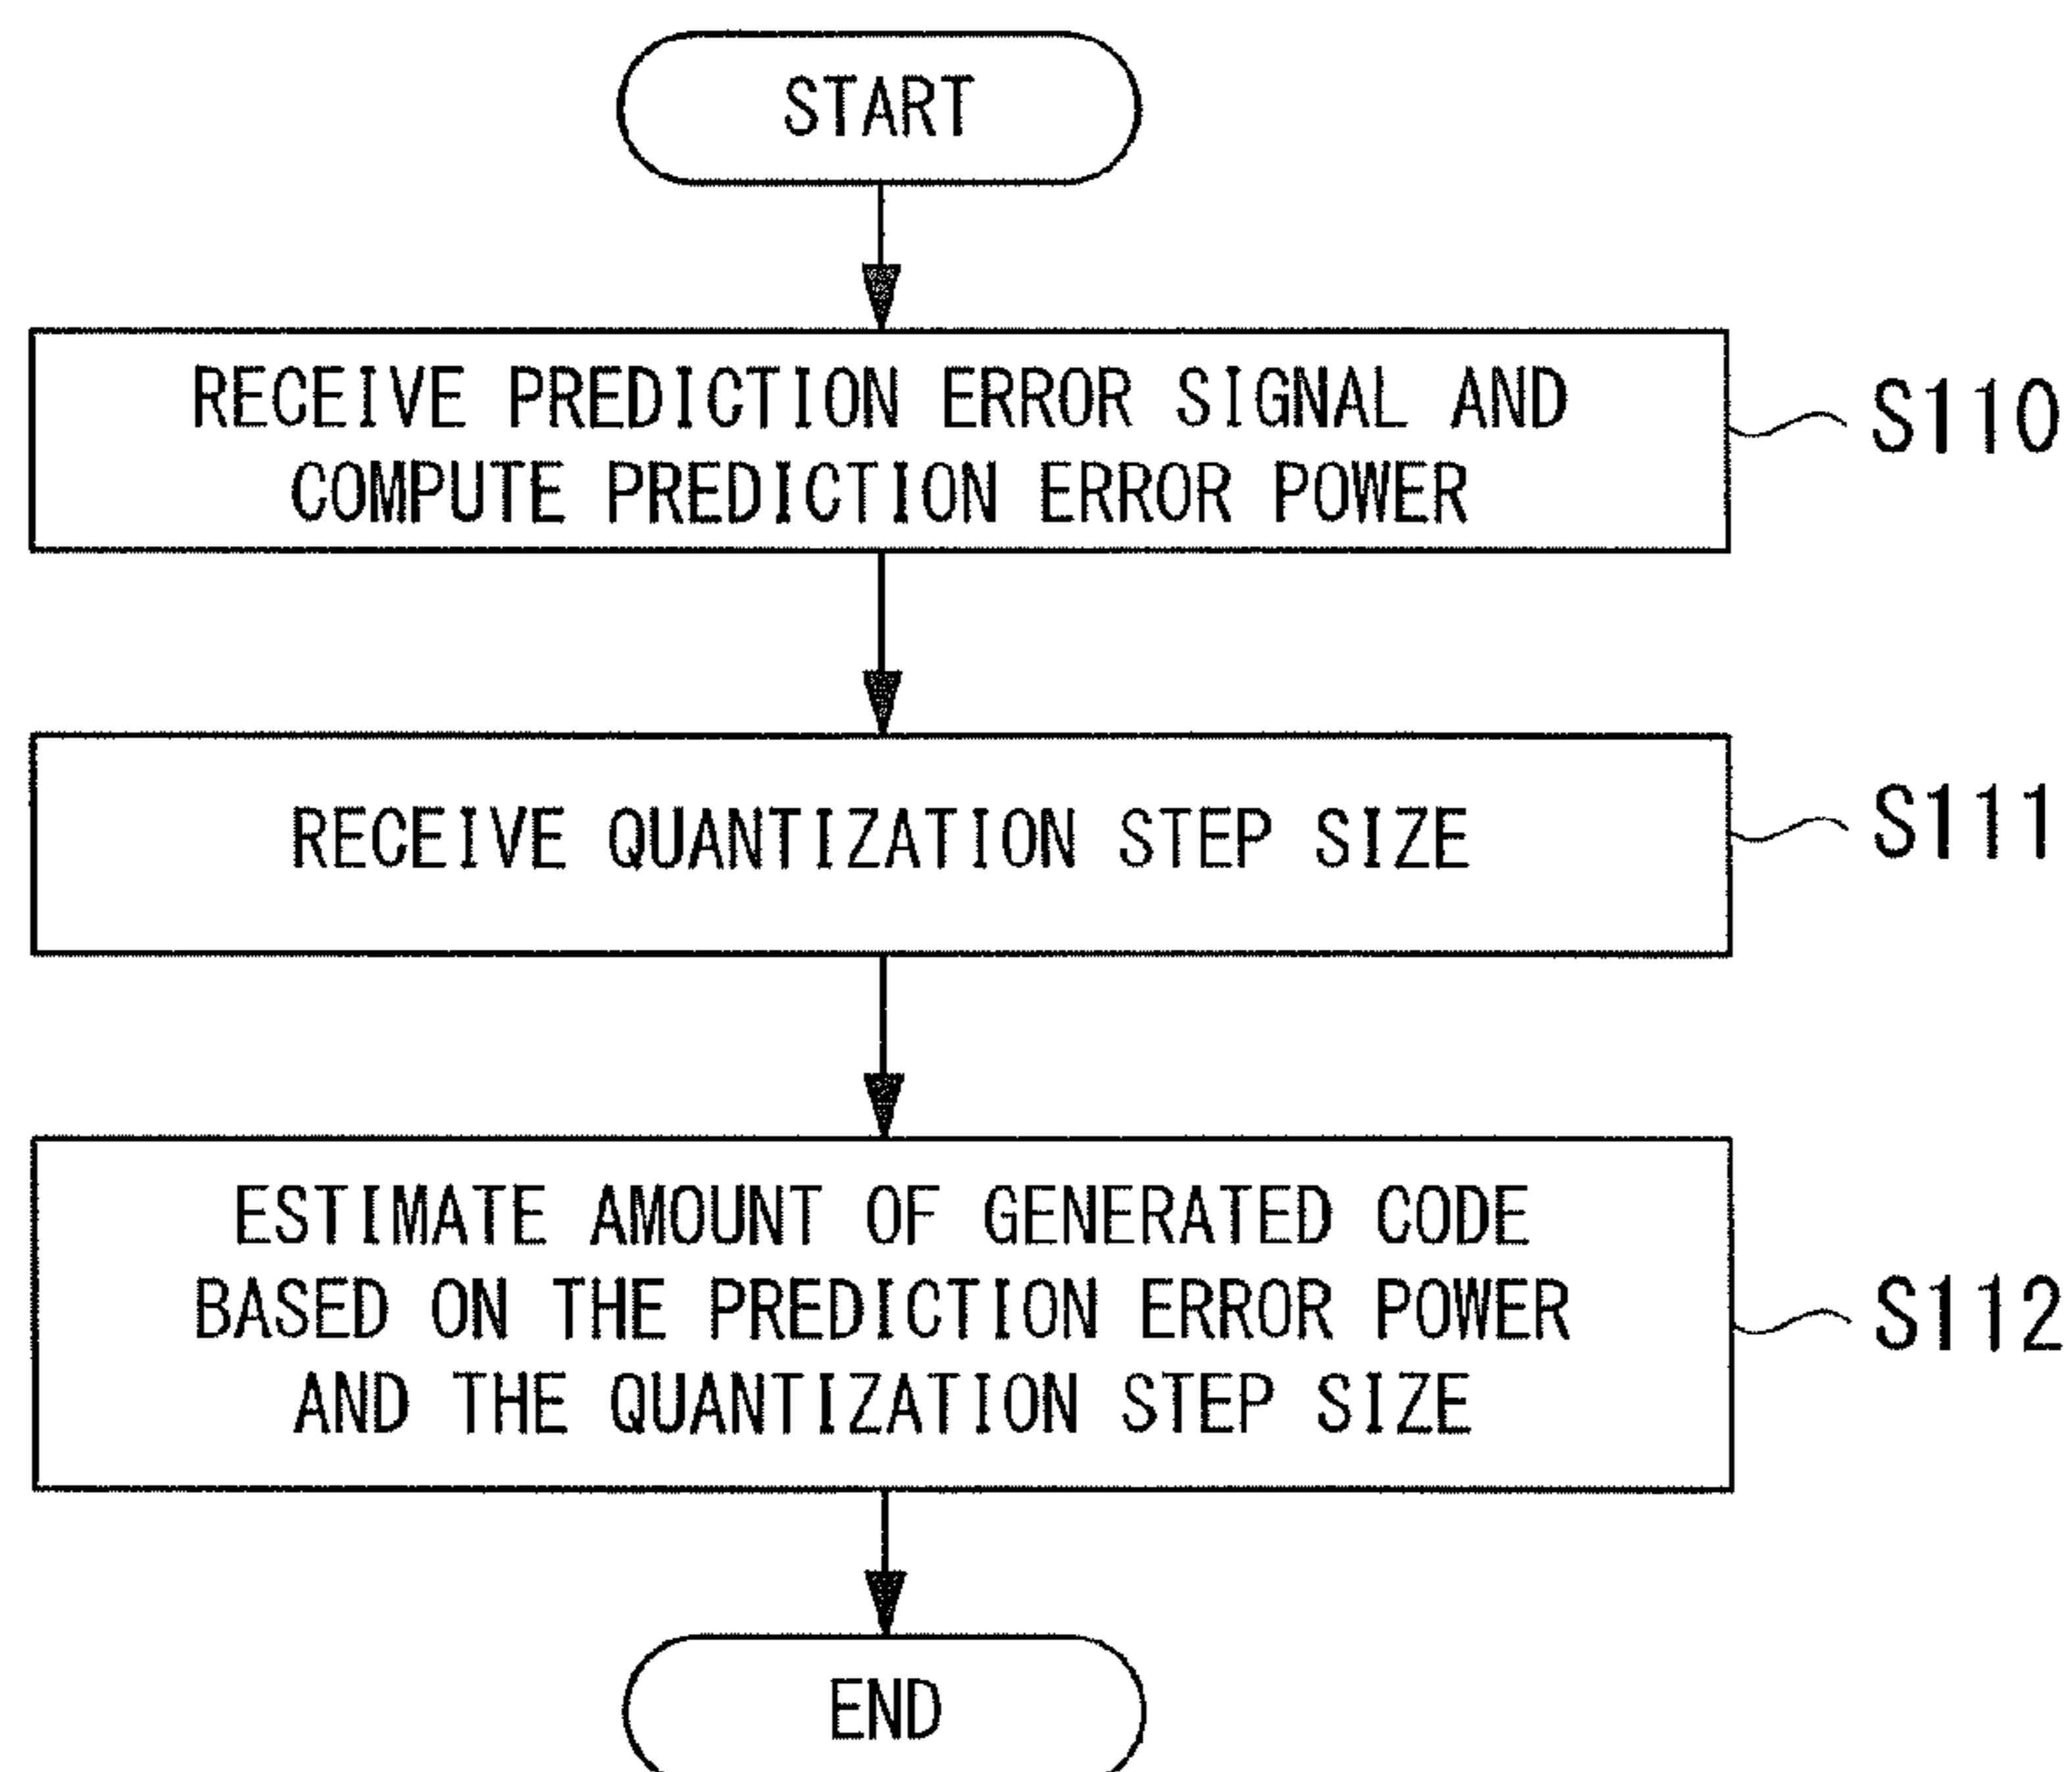 START
RECEIVE PREDICTION ERROR SIGNAL AND
COMPUTE PREDICTION ERROR POWER
S110
RECEIVE QUANTIZATION STEP SIZE
S111
ESTIMATE AMOUNT OF GENERATED CODE
BASED ON THE PREDICTION ERROR POWER
AND THE QUANTIZATION STEP SIZE
S112
END